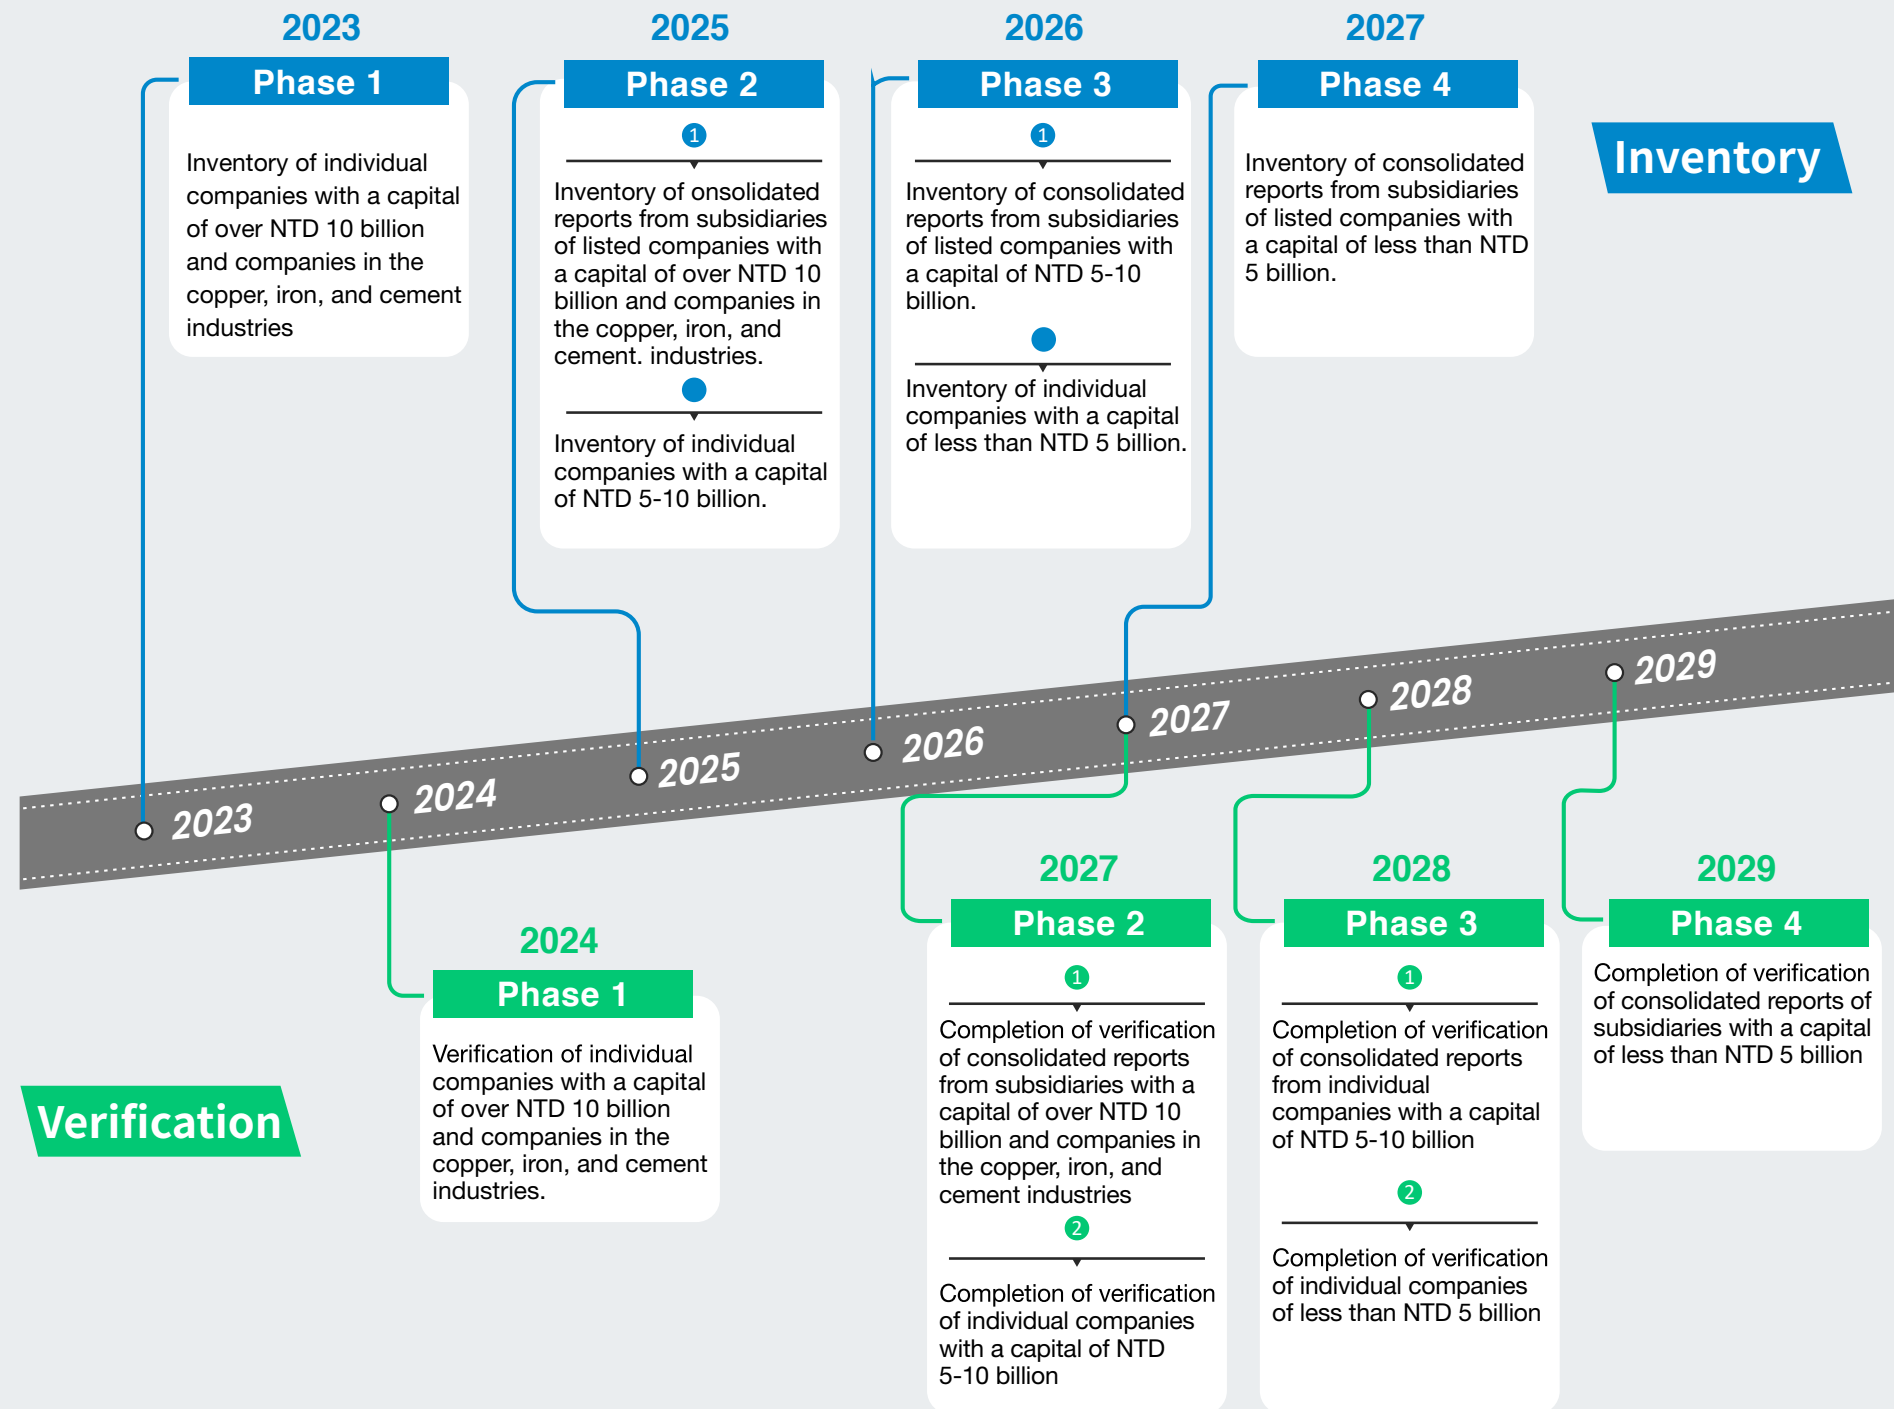 2023
Phase 1
Inventory of individual
companies with a capital
of over NTD 10 billion
and companies in the
copper, iron, and cement
industries
2025
Phase 2
1
Inventory of onsolidated
reports from subsidiaries
of listed companies with
a capital of over NTD 10
billion and companies in
the copper, iron, and
cement. industries.
Inventory of individual
companies with a capital
of NTD 5-10 billion.
2026
Phase 3
1
Inventory of consolidated
reports from subsidiaries
of listed companies with
a capital of NTD 5-10
billion.
Inventory of individual
companies with a capital
of less than NTD 5 billion.
2027
Phase 4
Inventory of consolidated
reports from subsidiaries
of listed companies with
a capital of less than NTD
5 billion.
Inventory
2023
2024
2025
2026
2027
2028
2029
Verification
2024
Phase 1
Verification of individual
companies with a capital
of over NTD 10 billion
and companies in the
copper, iron, and cement
industries.
2027
Phase 2
1
Completion of verification
of consolidated reports
from subsidiaries with a
capital of over NTD 10
billion and companies in
the copper, iron, and
cement industries
2
Completion of verification
of individual companies
with a capital of NTD
5-10 billion
2028
Phase 3
1
Completion of verification
of consolidated reports
from individual
companies with a capital
of NTD 5-10 billion
2
Completion of verification
of individual companies
of less than NTD 5 billion
2029
Phase 4
Completion of verification
of consolidated reports of
subsidiaries with a capital
of less than NTD 5 billion